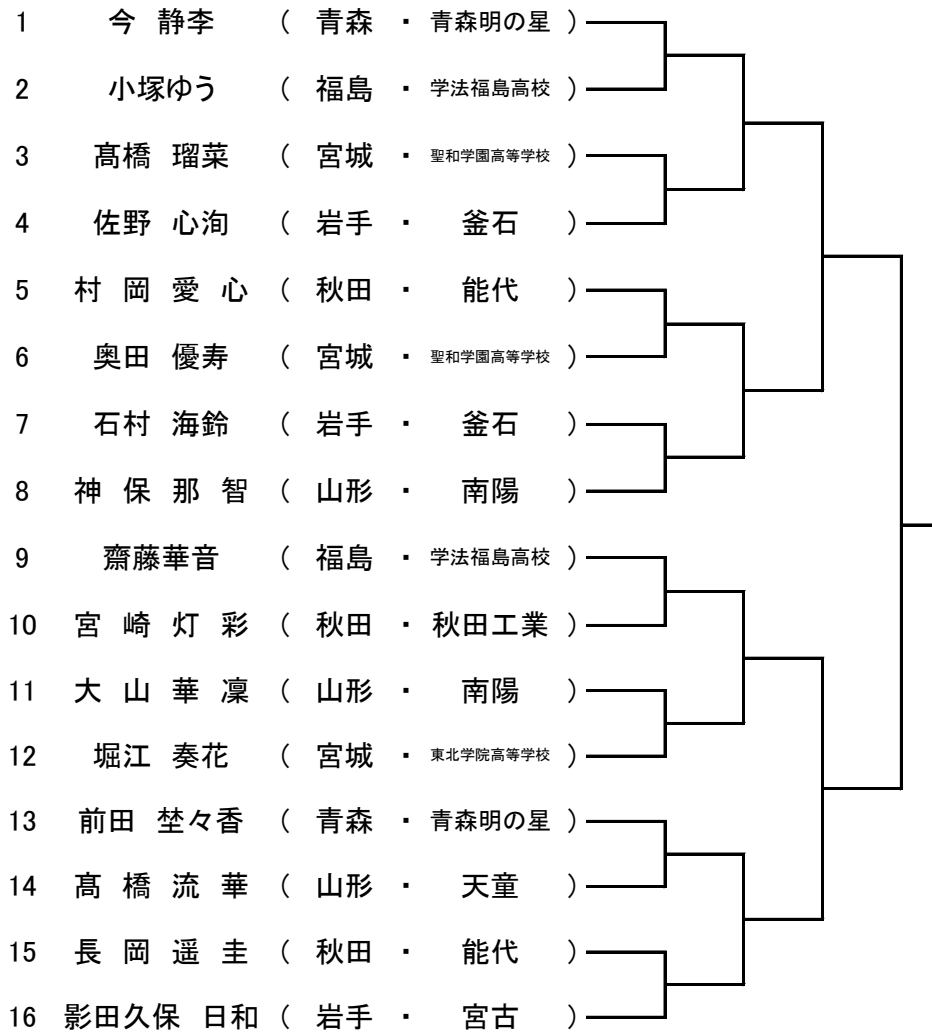 1 今 静李 ( 青森 ・ 青森明の星 )
2 小塚ゆう ( 福島 ・ 学法福島高校 )
3 髙橋 瑠菜 ( 宮城 ・ 聖和学園高等学校 )
4 佐野 心洵 ( 岩手 ・ 釜石 )
5 村 岡 愛 心 ( 秋田 ・ 能代 )
6 奥田 優寿 ( 宮城 ・ 聖和学園高等学校 )
7 石村 海鈴 ( 岩手 ・ 釜石 )
8 神 保 那 智 ( 山形 ・ 南陽 )
9 齋藤華音 ( 福島 ・ 学法福島高校 )
10 宮 崎 灯 彩 ( 秋田 ・ 秋田工業 )
11 大 山 華 凜 ( 山形 ・ 南陽 )
12 堀江 奏花 ( 宮城 ・ 東北学院高等学校 )
13 前田 埜々香 ( 青森 ・ 青森明の星 )
14 髙 橋 流 華 ( 山形 ・ 天童 )
15 長 岡 遥 圭 ( 秋田 ・ 能代 )
16 影田久保 日和 ( 岩手 ・ 宮古 )